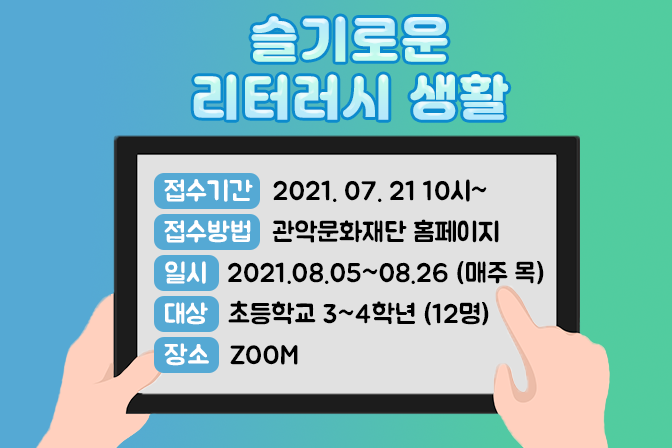 슬기로운
리터러시 생활
접수기간 2021. 07. 21 10시~
접수방법 관악문화재단 홈페이지
일시 2021.08.05~08.26 (매주 목)
대상 초등학교 3~4학년 (12명)
장소 ZOOM